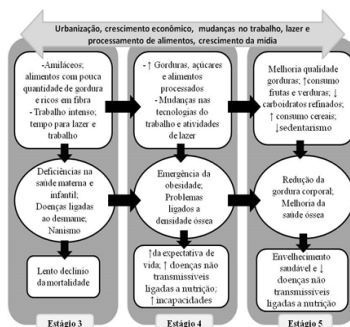 Urbanização, crescimento econômico, mudanças no trabalho, lazer e
processamento de alimentos, crescimento da mídia
-Amiláceos;
alimentos com pouca
quantidade de gordura
e ricos em fibra
-Trabalho intenso;
tempo para lazer e
trabalho
-↑ Gorduras, açúcares
e alimentos
processados
- Mudanças nas
tecnologias do
trabalho e atividades
de lazer
Melhoria qualidade
gorduras; ↑consumo
frutas e verduras; ↓
carboidratos refinados;
↑ consumo cereais;
↓sedentarismo
Deficiências na
saúde materna e
infantil;
Doenças ligadas
ao desmame;
Nanismo
Emergência da
obesidade;
Problemas
ligados a
densidade óssea
Redução da
gordura corporal;
Melhoria da
saúde óssea
Lento declínio
da mortalidade
↑da expectativa de
vida; ↑ doenças não
transmissíveis
ligadas a nutrição;
↑ incapacidades
Envelhecimento
saudável e ↓
doenças não
transmissíveis
ligadas a nutrição
Estágio 3
Estágio 4
Estágio 5